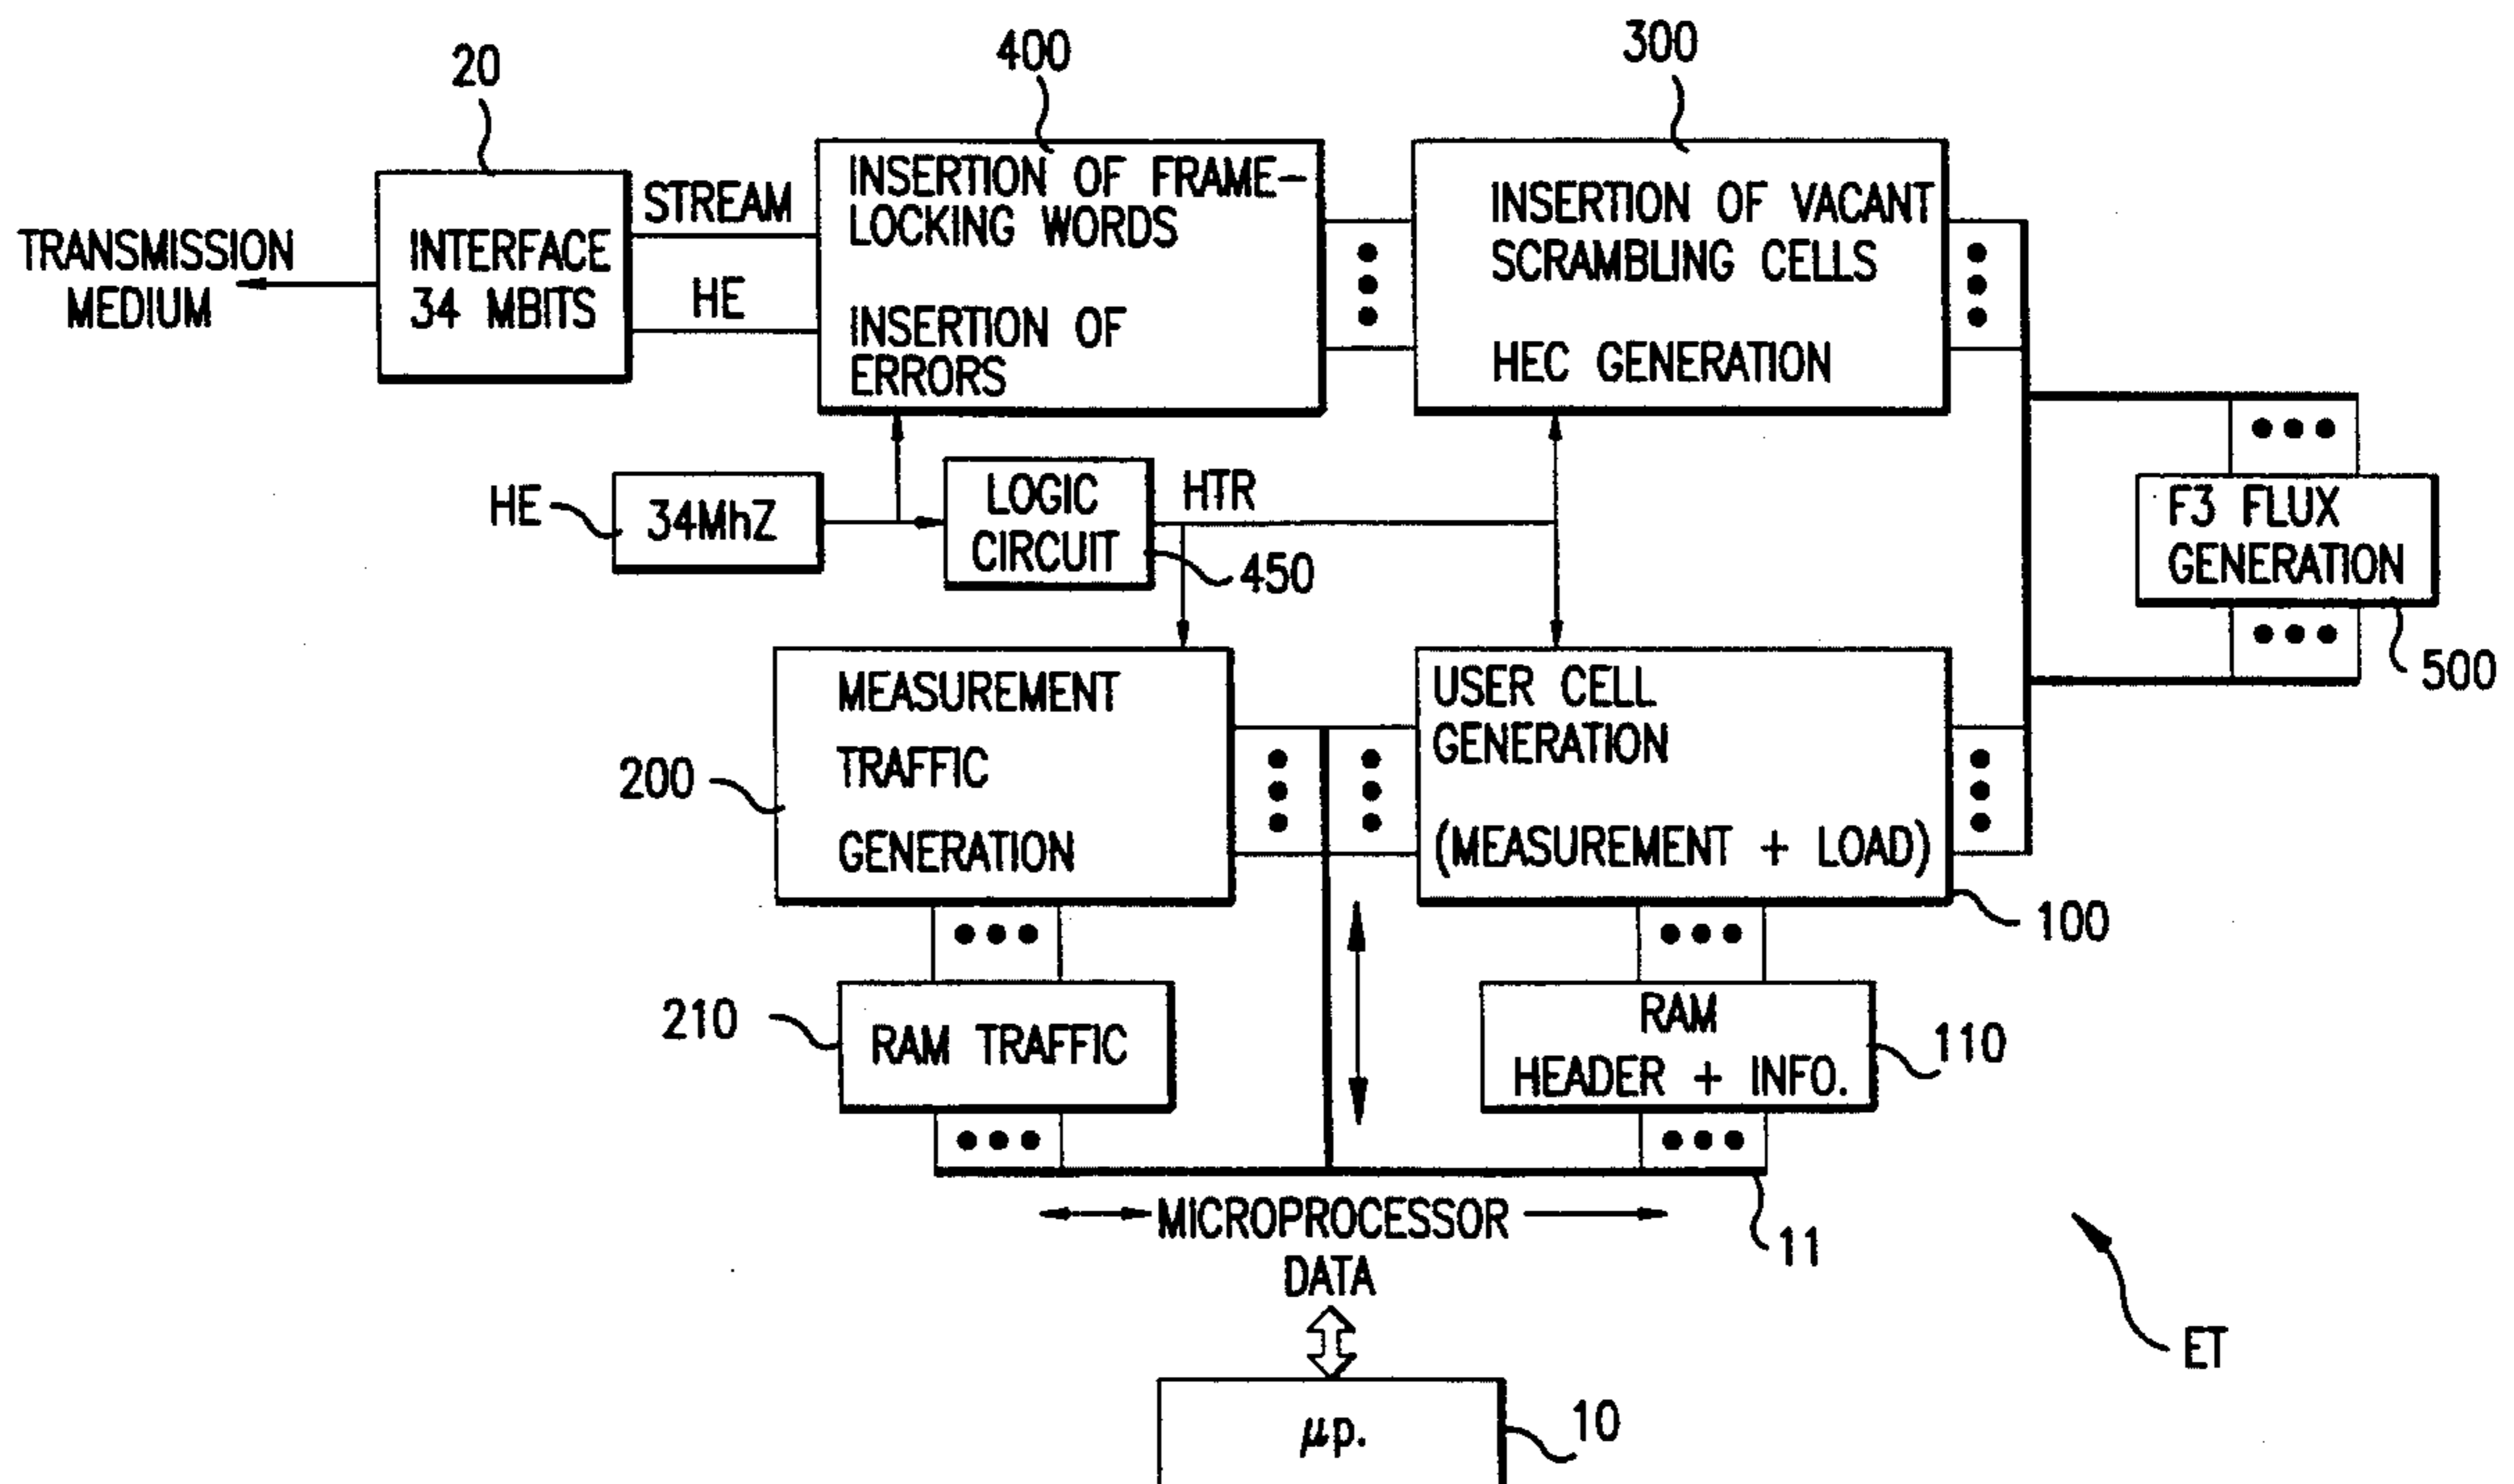 20
400
300
TRANSMISSION
MEDIUM
INTERFACE
34 MBITS
STREAM
HE
INSERTION OF FRAME-
LOCKING WORDS
INSERTION OF
ERRORS
INSERTION OF VACANT
SCRAMBLING CELLS
HEC GENERATION
HE
34MhZ
LOGIC
CIRCUIT
HTR
450
F3 FLUX
GENERATION
500
200
MEASUREMENT
TRAFFIC
GENERATION
USER CELL
GENERATION
(MEASUREMENT + LOAD)
100
210
RAM TRAFFIC
RAM
HEADER + INFO.
110
MICROPROCESSOR
DATA
11
ET
μp.
10